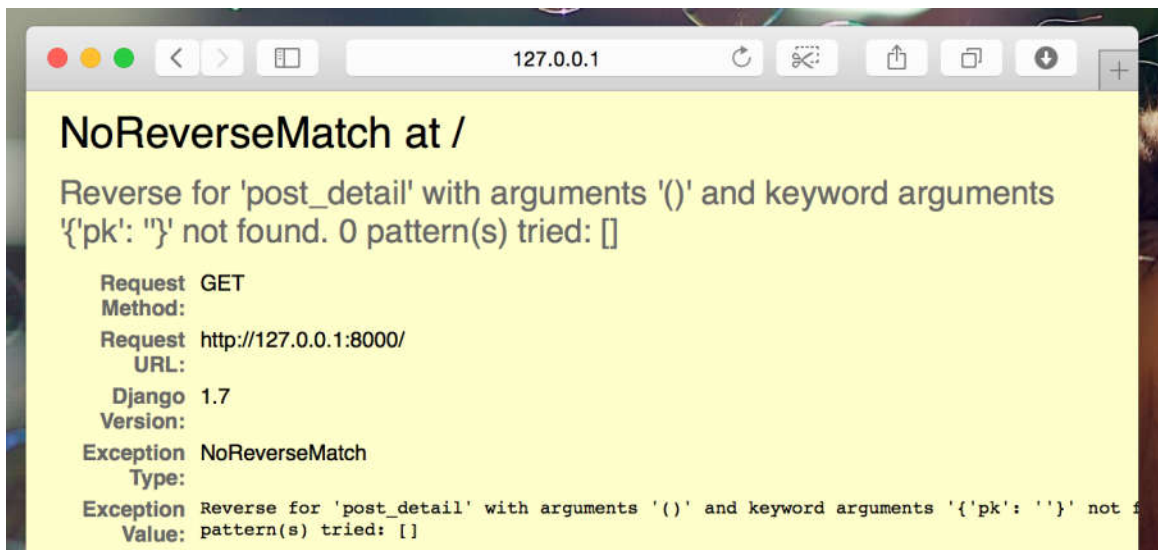 127.0.0.1
NoReverseMatch at /
Reverse for 'post_detail' with arguments '()' and keyword arguments
'{'pk': ''}' not found. 0 pattern(s) tried: []
Request GET
Method:
Request http://127.0.0.1:8000/
URL:
Django 1.7
Version:
Exception NoReverseMatch
Type:
Exception Reverse for 'post_detail' with arguments '()' and keyword arguments '{'pk': ''}' not
Value: pattern(s) tried: []